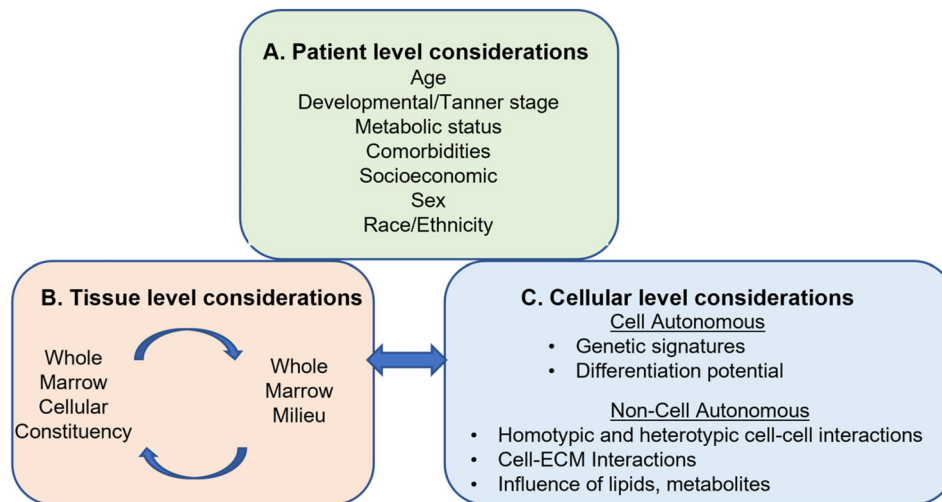 A. Patient level considerations
Age
Developmental/Tanner stage
Metabolic status
Comorbidities
Socioeconomic
Sex
Race/Ethnicity
B. Tissue level considerations
Whole
Marrow
Cellular
Constituency
Whole
Marrow
Milieu
C. Cellular level considerations
Cell Autonomous
• Genetic signatures
• Differentiation potential
Non-Cell Autonomous
• Homotypic and heterotypic cell-cell interactions
• Cell-ECM Interactions
• Influence of lipids, metabolites